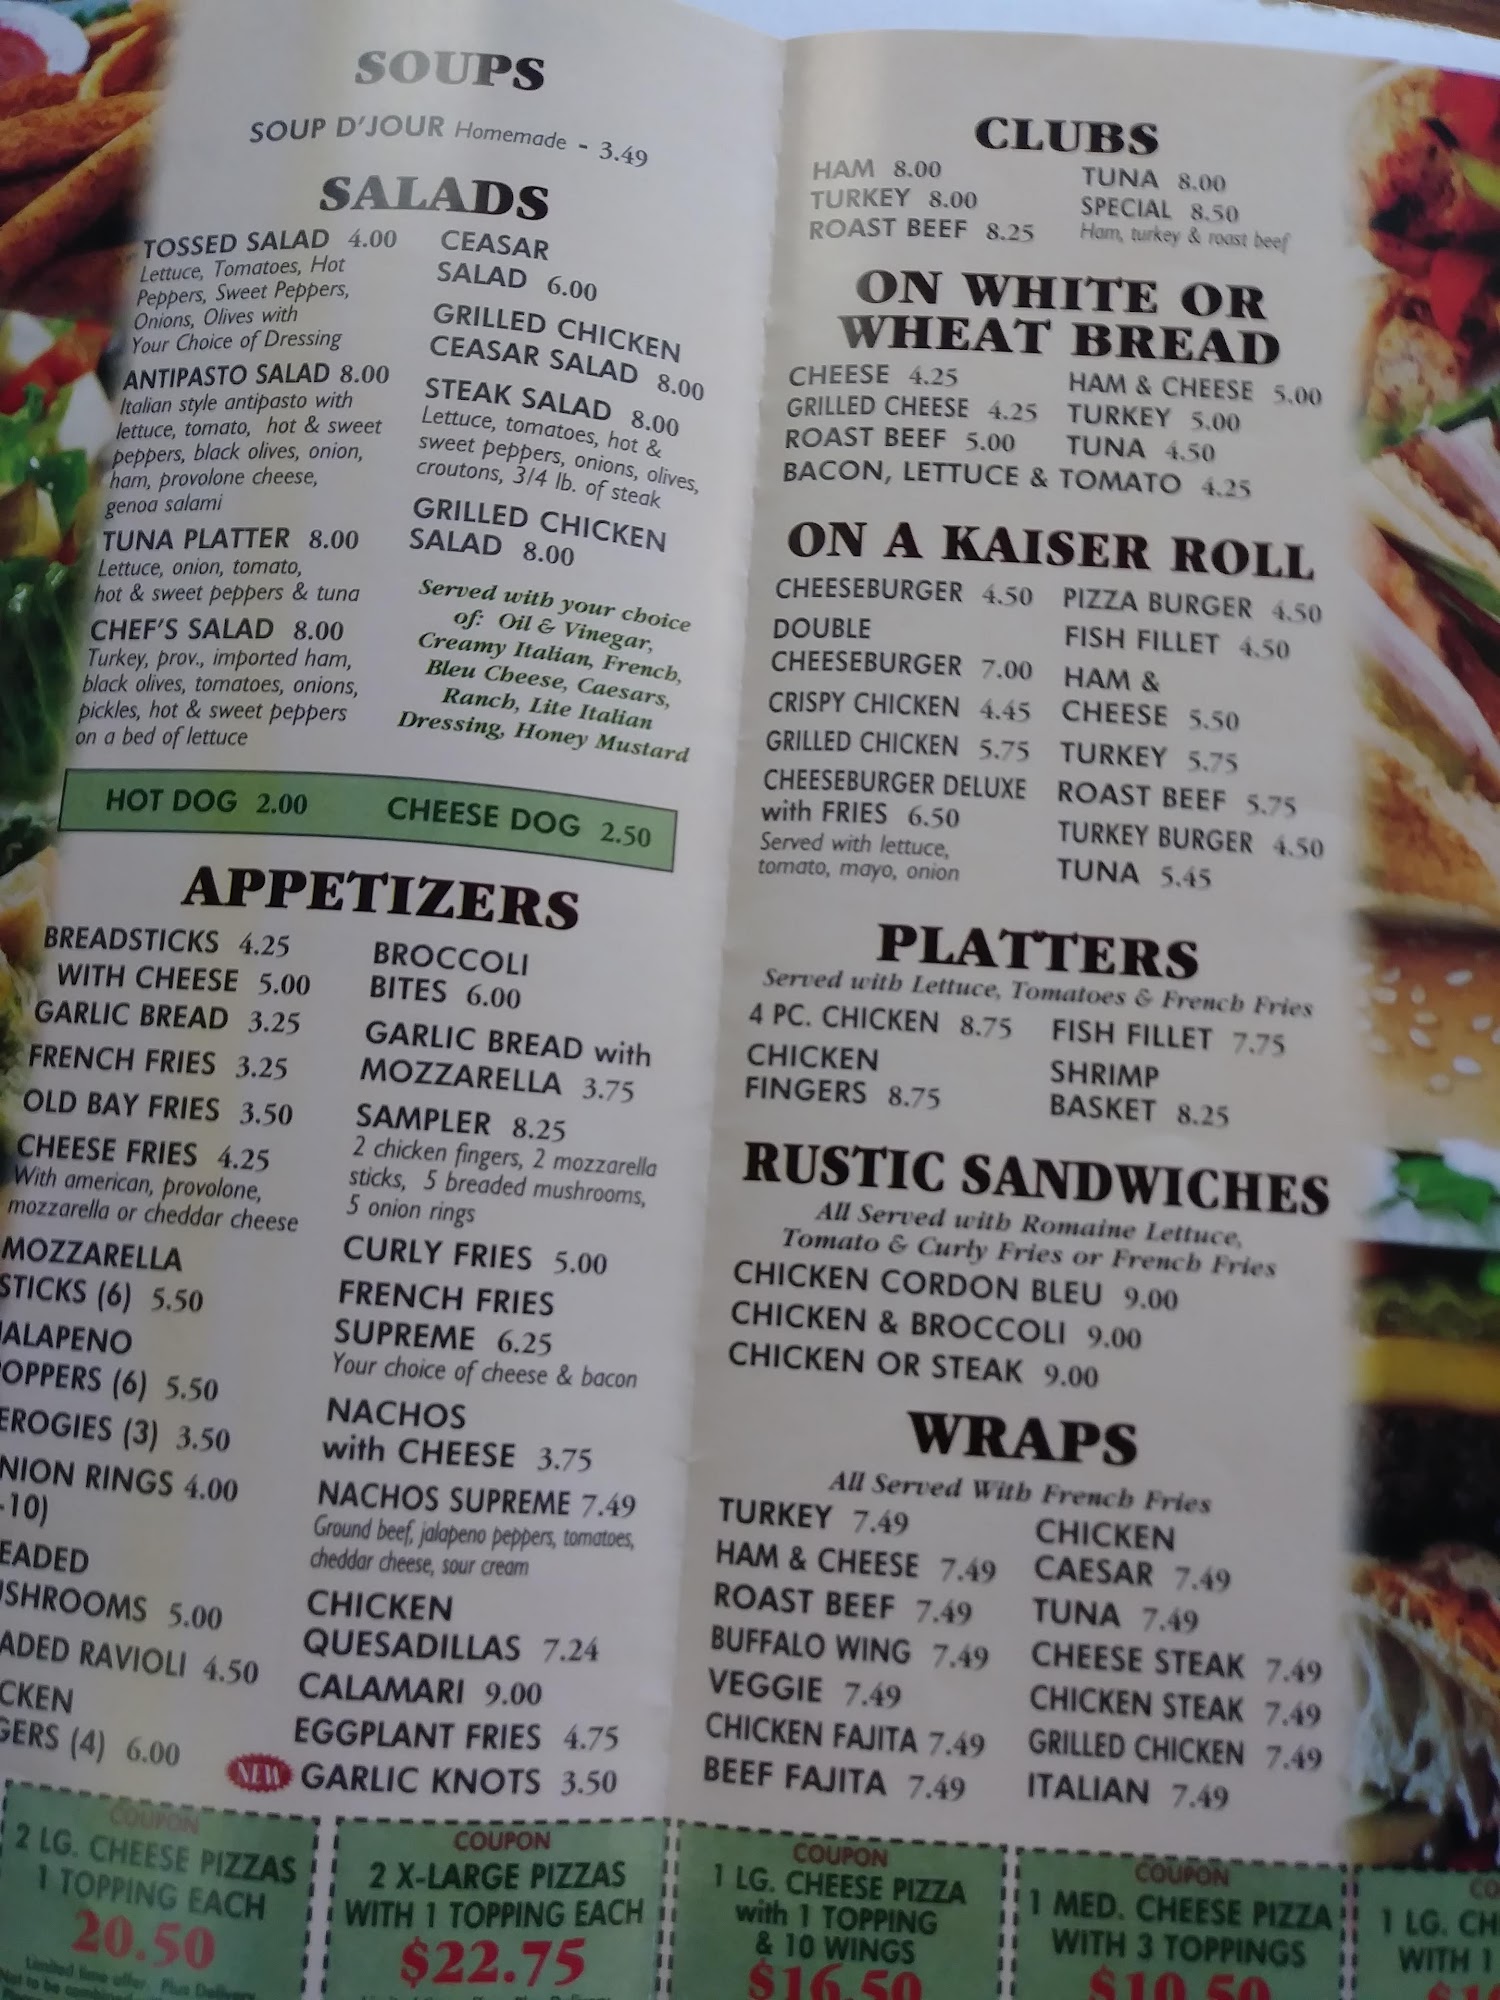 SOUPS
SOUP D'JOUR Homemade - 3.49
SALADS
TOSSED SALAD 4.00
Lettuce, Tomatoes, Hot
Peppers, Sweet Peppers,
Onions, Olives with
Your Choice of Dressing
ANTIPASTO SALAD 8.00
Italian style antipasto with
lettuce, tomato, hot & sweet
peppers, black olives, onion,
ham, provolone cheese,
genoa salami
TUNA PLATTER 8.00
Lettuce, onion, tomato,
hot & sweet peppers & tuna
CHEF'S SALAD 8.00
Turkey, prov., imported ham,
black olives, tomatoes, onions,
pickles, hot & sweet peppers
on a bed of lettuce
CEASAR
SALAD 6.00
GRILLED CHICKEN
CEASAR SALAD 8.00
STEAK SALAD 8.00
Lettuce, tomatoes, hot &
sweet peppers, onions, olives,
croutons, 3/4 lb. of steak
GRILLED CHICKEN
SALAD 8.00
Served with your choice
of: Oil & Vinegar,
Creamy Italian, French,
Bleu Cheese, Caesars,
Ranch, Lite Italian
Dressing, Honey Mustard
HOT DOG 2.00 CHEESE DOG 2.50
APPETIZERS
BREADSTICKS 4.25
WITH CHEESE 5.00
GARLIC BREAD 3.25
FRENCH FRIES 3.25
OLD BAY FRIES 3.50
CHEESE FRIES 4.25
With american, provolone,
mozzarella or cheddar cheese
MOZZARELLA
STICKS (6) 5.50
ALAPENO
OPPERS (6) 5.50
EROGIES (3) 3.50
NION RINGS 4.00
-10)
EADED
USHROOMS 5.00
ADED RAVIOLI 4.50
CKEN
GERS (4) 6.00
BROCCOLI
BITES 6.00
GARLIC BREAD with
MOZZARELLA 3.75
SAMPLER 8.25
2 chicken fingers, 2 mozzarella
sticks, 5 breaded mushrooms,
5 onion rings
CURLY FRIES 5.00
FRENCH FRIES
SUPREME 6.25
Your choice of cheese & bacon
NACHOS
with CHEESE 3.75
NACHOS SUPREME 7.49
Ground beef, jalapeno peppers, tomatoes,
cheddar cheese, sour cream
CHICKEN
QUESADILLAS 7.24
CALAMARI 9.00
EGGPLANT FRIES 4.75
NEW GARLIC KNOTS 3.50
CLUBS
HAM 8.00
TURKEY 8.00
ROAST BEEF 8.25
TUNA 8.00
SPECIAL 8.50
Ham, turkey & roast beef
ON WHITE OR
WHEAT BREAD
CHEESE 4.25
GRILLED CHEESE 4.25
ROAST BEEF 5.00
HAM & CHEESE 5.00
TURKEY 5.00
TUNA 4.50
BACON, LETTUCE & TOMATO 4.25
ON A KAISER ROLL
CHEESEBURGER 4.50
DOUBLE
CHEESEBURGER 7.00
CRISPY CHICKEN 4.45
GRILLED CHICKEN 5.75
CHEESEBURGER DELUXE
with FRIES 6.50
Served with lettuce,
tomato, mayo, onion
PIZZA BURGER 4.50
FISH FILLET 4.50
HAM &
CHEESE 5.50
TURKEY 5.75
ROAST BEEF 5.75
TURKEY BURGER 4.50
TUNA 5.45
PLATTERS
Served with Lettuce, Tomatoes & French Fries
4 PC. CHICKEN 8.75
CHICKEN
FINGERS 8.75
FISH FILLET 7.75
SHRIMP
BASKET 8.25
RUSTIC SANDWICHES
All Served with Romaine Lettuce,
Tomato & Curly Fries or French Fries
CHICKEN CORDON BLEU 9.00
CHICKEN & BROCCOLI 9.00
CHICKEN OR STEAK 9.00
WRAPS
All Served With French Fries
TURKEY 7.49
HAM & CHEESE 7.49
ROAST BEEF 7.49
BUFFALO WING 7.49
VEGGIE 7.49
CHICKEN FAJITA 7.49
BEEF FAJITA 7.49
CHICKEN
CAESAR 7.49
TUNA 7.49
CHEESE STEAK 7.49
CHICKEN STEAK 7.49
GRILLED CHICKEN 7.49
ITALIAN 7.49
COUPON
2 LG. CHEESE PIZZAS
1 TOPPING EACH
20.50
Limited time offer. Plus Delivery
Not to be combined
COUPON
2 X-LARGE PIZZAS
WITH 1 TOPPING EACH
$22.75
COUPON
1 LG. CHEESE PIZZA
with 1 TOPPING
& 10 WINGS
$16.50
COUPON
1 MED. CHEESE PIZZA
WITH 3 TOPPINGS
$10.50
CO
1 LG. CH
WITH 1